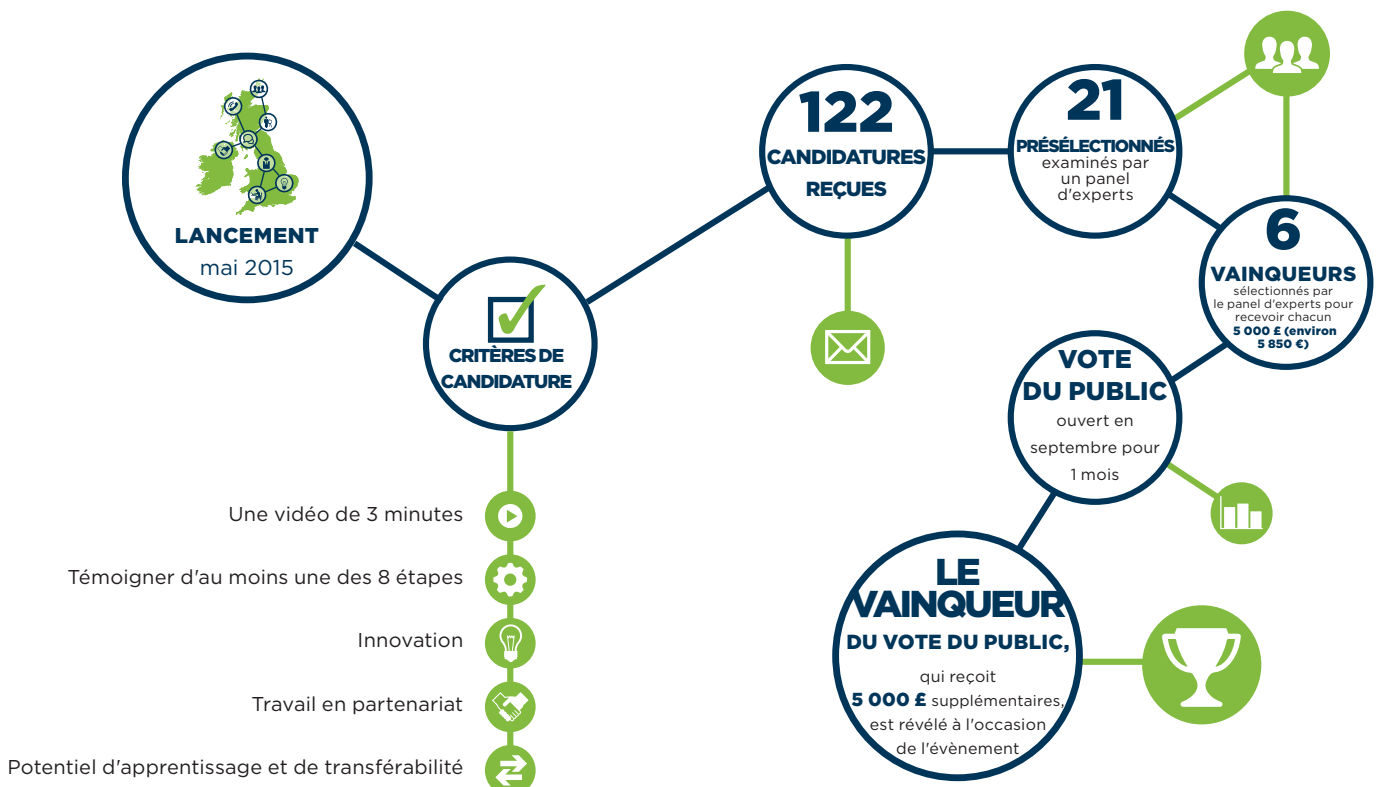 LANCEMENT
mai 2015
CRITÈRES DE
CANDIDATURE
Une vidéo de 3 minutes
Témoigner d'au moins une des 8 étapes
Innovation
Travail en partenariat
Potentiel d'apprentissage et de transférabilité
122
CANDIDATURES
REÇUES
21
PRÉSÉLECTIONNÉS
examinés par
un panel
d'experts
6
VAINQUEURS
sélectionnés par
le panel d'experts pour
recevoir chacun
5 000 £ (environ
5 850 €)
VOTE
DU PUBLIC
ouvert en
septembre pour
1 mois
LE
VAINQUEUR
DU VOTE DU PUBLIC,
qui reçoit
5 000 £ supplémentaires,
est révélé à l'occasion
de l'évènement